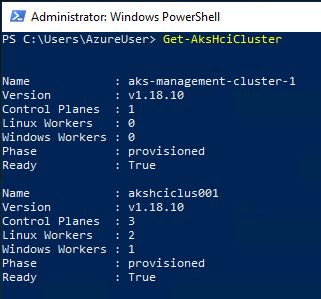 Administrator: Windows PowerShell
PS C:\Users\AzureUser> Get-AksHciCluster
Name : aks-management-cluster-1
Version : v1.18.10
Control Planes : 1
Linux Workers : 0
Windows Workers : 0
Phase : provisioned
Ready : True
Name : akshciclus001
Version : v1.18.10
Control Planes : 3
Linux Workers : 2
Windows Workers : 1
Phase : provisioned
Ready : True